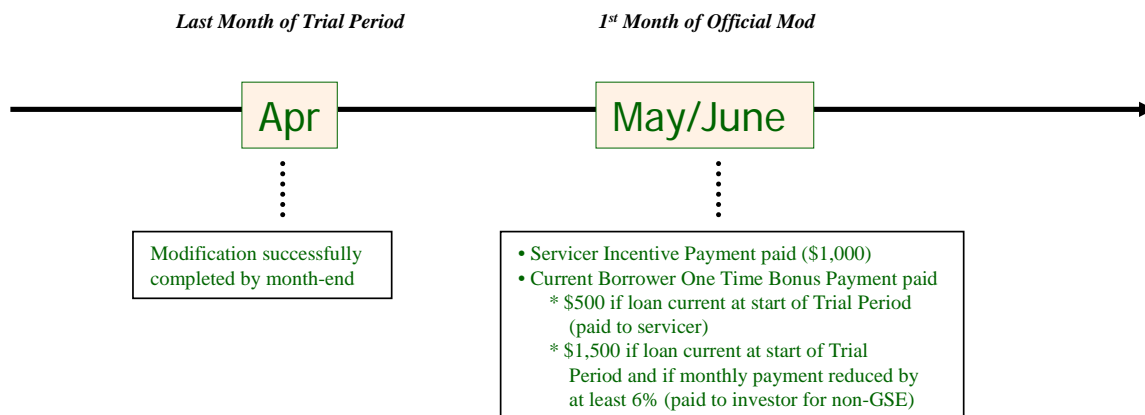 Last Month of Trial Period
1st Month of Official Mod
Apr
May/June
Modification successfully
completed by month-end
• Servicer Incentive Payment paid ($1,000)
• Current Borrower One Time Bonus Payment paid
* $500 if loan current at start of Trial Period
(paid to servicer)
* $1,500 if loan current at start of Trial
Period and if monthly payment reduced by
at least 6% (paid to investor for non-GSE)